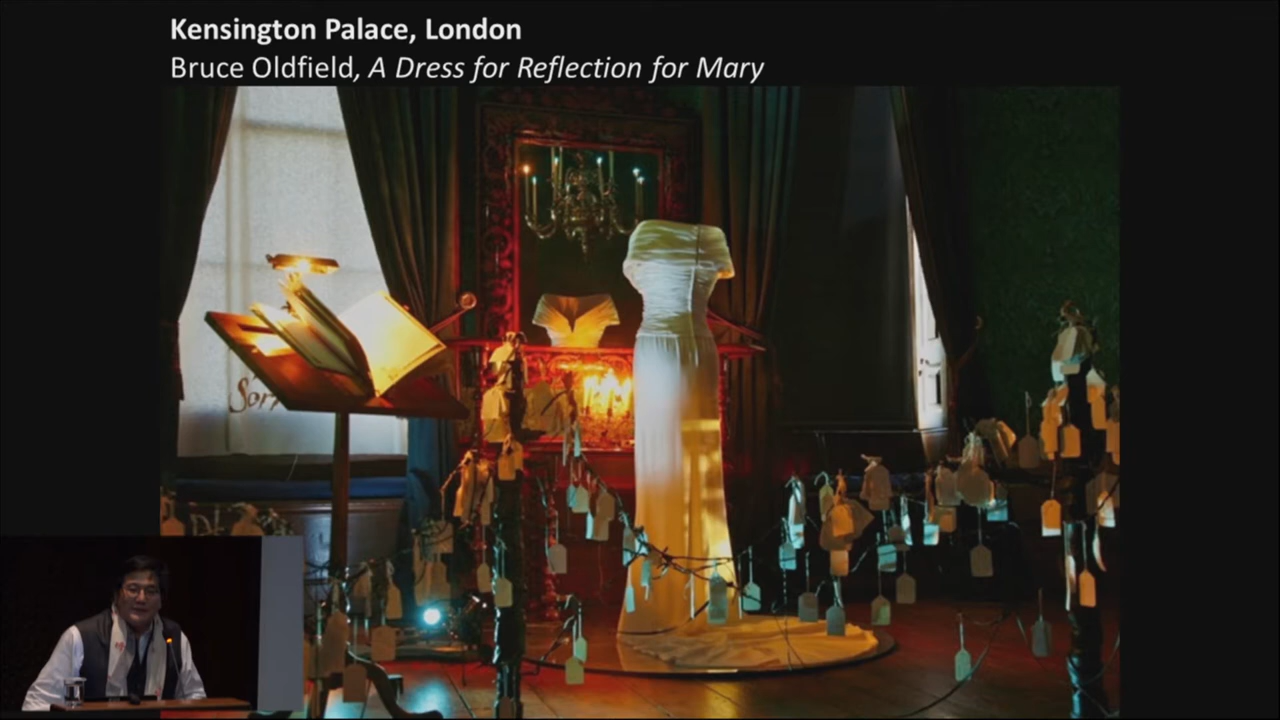 Kensington Palace, London
Bruce Oldfield, A Dress for Reflection for Mary